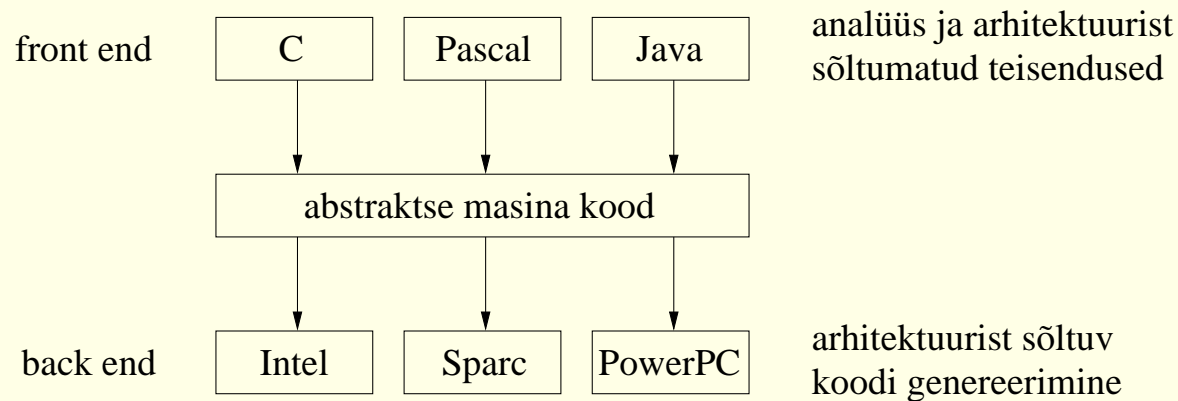 front end
C
Pascal
Java
analüüs ja arhitektuurist
sõltumatud teisendused
abstraktse masina kood
back end
Intel
Sparc
PowerPC
arhitektuurist sõltuv
koodi genereerimine